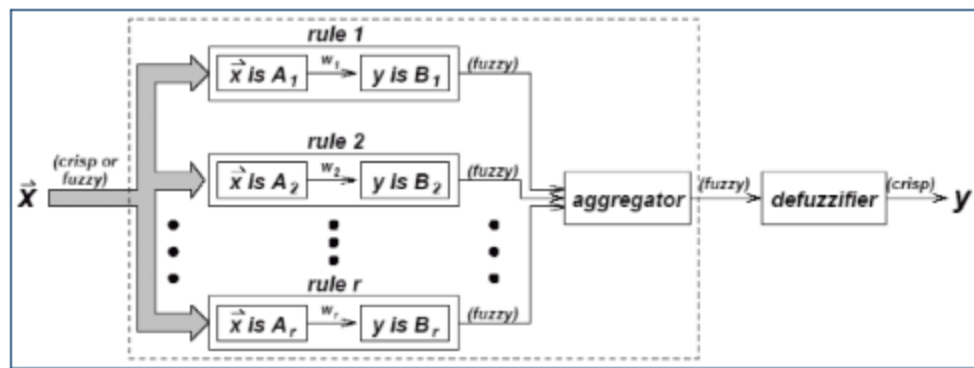 rule 1
x⃗ is A₁ w₁ y is B₁ (fuzzy)
rule 2
(crisp or
fuzzy)
x⃗ x⃗ is A₂ w₂ y is B₂ (fuzzy) aggregator (fuzzy) defuzzifier (crisp) y
rule r
x⃗ is Aᵣ wᵣ y is Bᵣ (fuzzy)